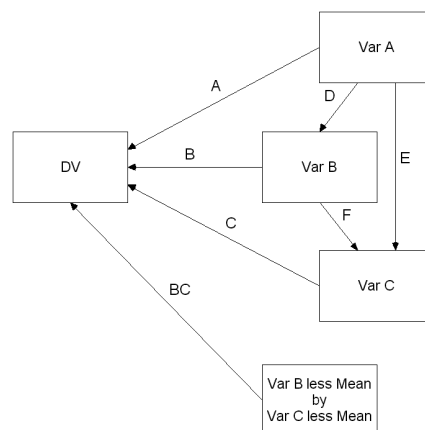 Var A
A
D
DV
B
Var B
E
F
C
Var C
BC
Var B less Mean
by
Var C less Mean